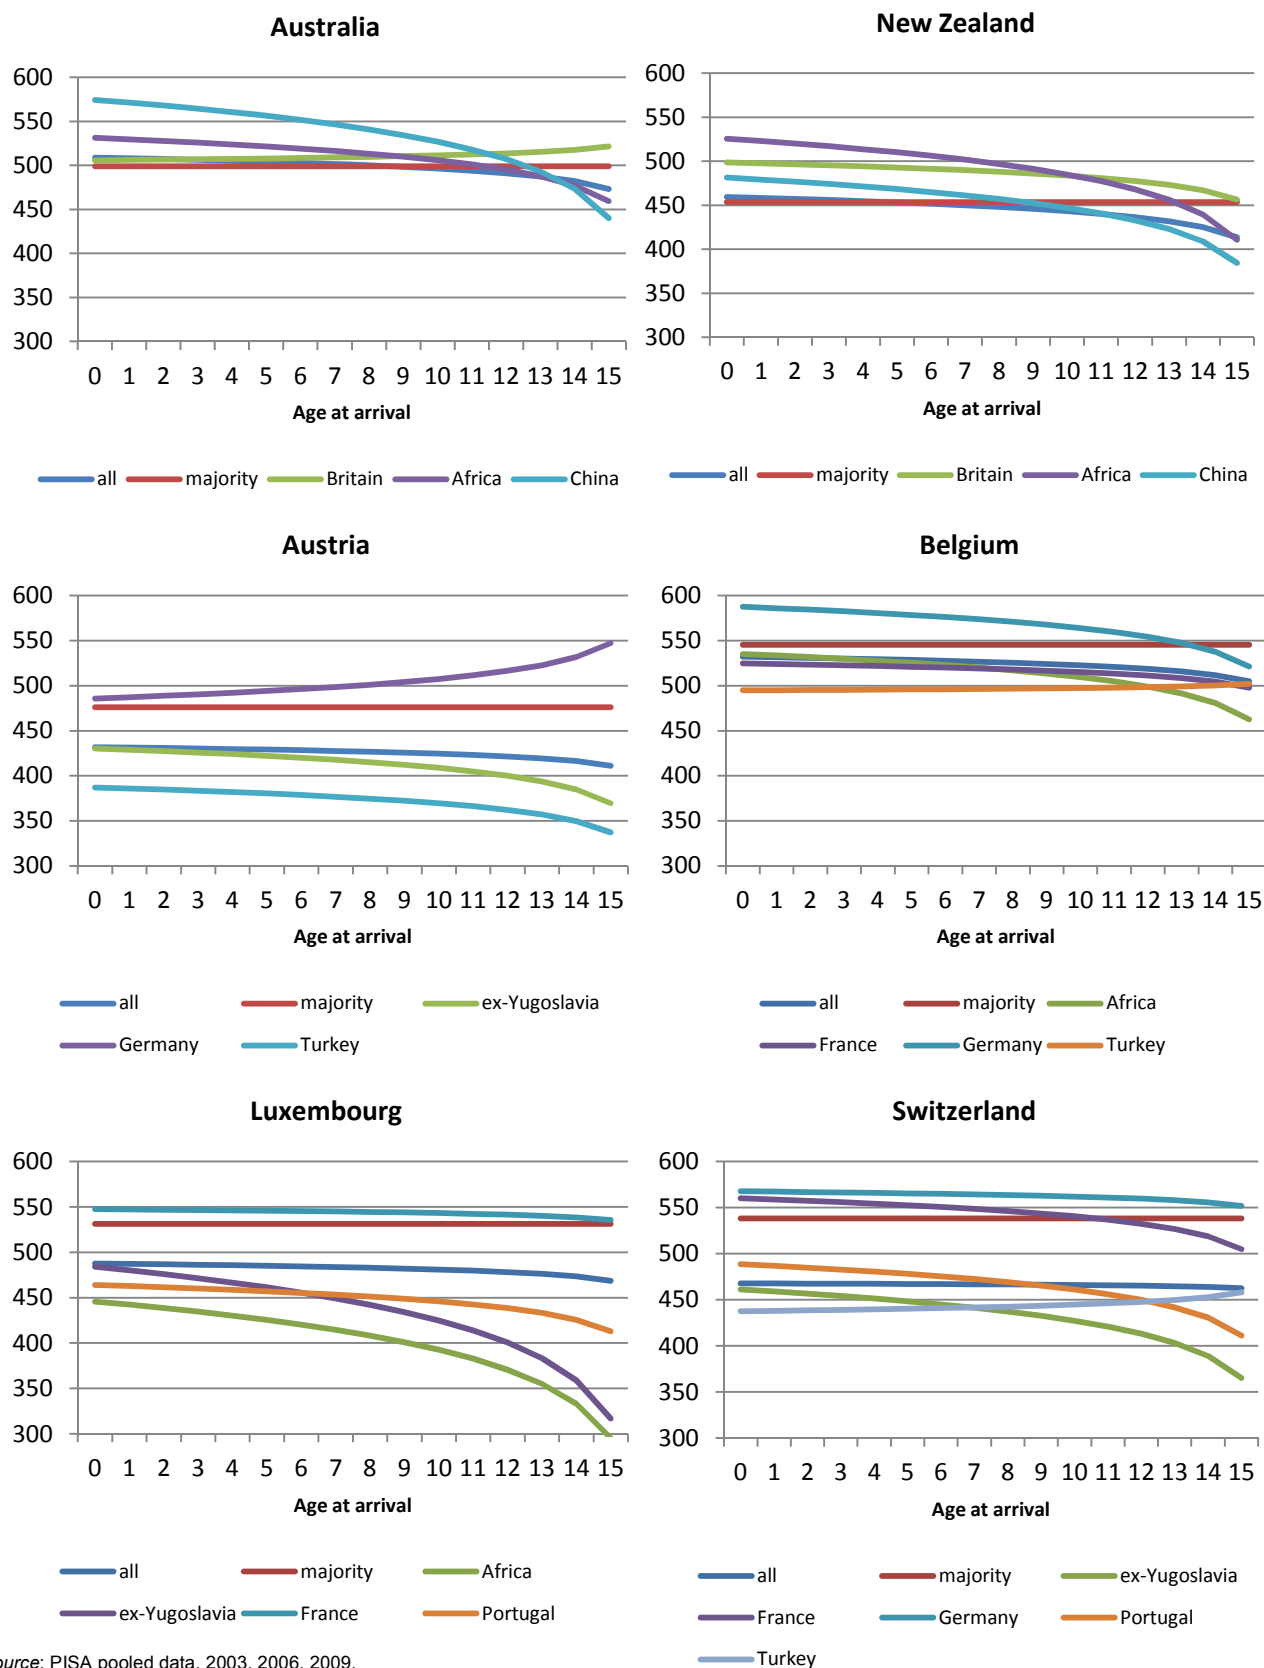 Australia
600
550
500
450
400
350
300
0 1 2 3 4 5 6 7 8 9 10 11 12 13 14 15
Age at arrival
all majority Britain Africa China
New Zealand
600
550
500
450
400
350
300
0 1 2 3 4 5 6 7 8 9 10 11 12 13 14 15
Age at arrival
all majority Britain Africa China
Austria
600
550
500
450
400
350
300
0 1 2 3 4 5 6 7 8 9 10 11 12 13 14 15
Age at arrival
all majority ex-Yugoslavia
Germany Turkey
Belgium
600
550
500
450
400
350
300
0 1 2 3 4 5 6 7 8 9 10 11 12 13 14 15
Age at arrival
all majority Africa
France Germany Turkey
Luxembourg
600
550
500
450
400
350
300
0 1 2 3 4 5 6 7 8 9 10 11 12 13 14 15
Age at arrival
all majority Africa
ex-Yugoslavia France Portugal
Switzerland
600
550
500
450
400
350
300
0 1 2 3 4 5 6 7 8 9 10 11 12 13 14 15
Age at arrival
all majority ex-Yugoslavia
France Germany Portugal
Turkey
ource: PISA pooled data, 2003, 2006, 2009.